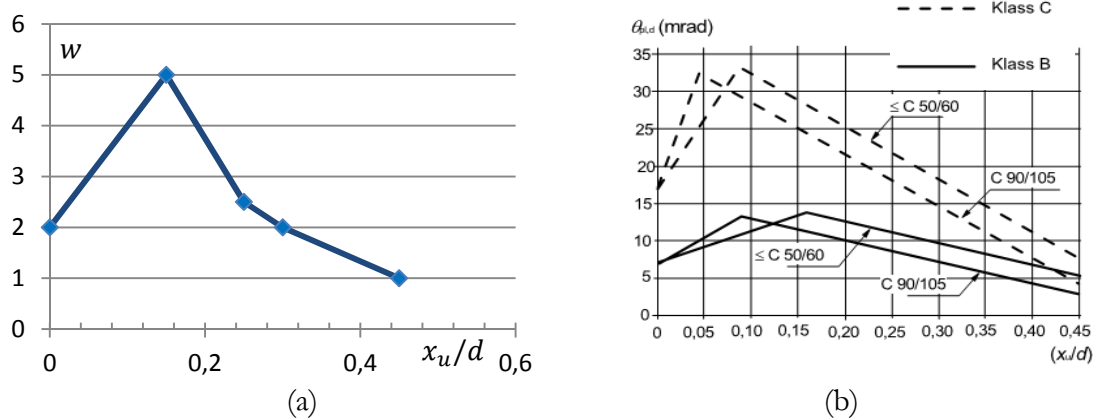 6
5
4
3
2
1
0
w
0
0,2
0,4
0,6
x_u/d
(a)
Klass C
θpl,d (mrad)
Klass B
35
30
25
20
15
10
5
0
≤ C 50/60
C 90/105
≤ C 50/60
C 90/105
0 0,05 0,10 0,15 0,20 0,25 0,30 0,35 0,40 0,45
(xu/d)
(b)